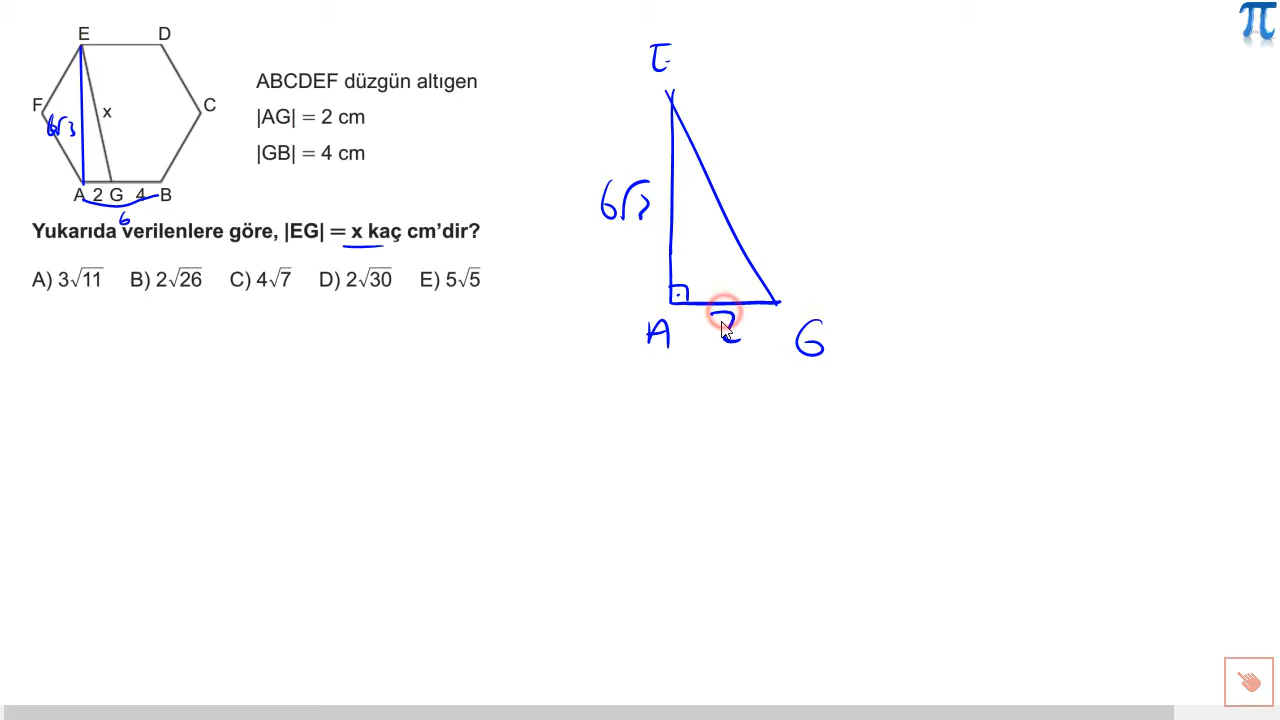 π
E D
F x C
6√3
A 2 G 4 B
6
ABCDEF düzgün altıgen
|AG| = 2 cm
|GB| = 4 cm
Yukarıda verilenlere göre, |EG| = x kaç cm'dir?
A) 3√11 B) 2√26 C) 4√7 D) 2√30 E) 5√5
E
6√3
A 2 G